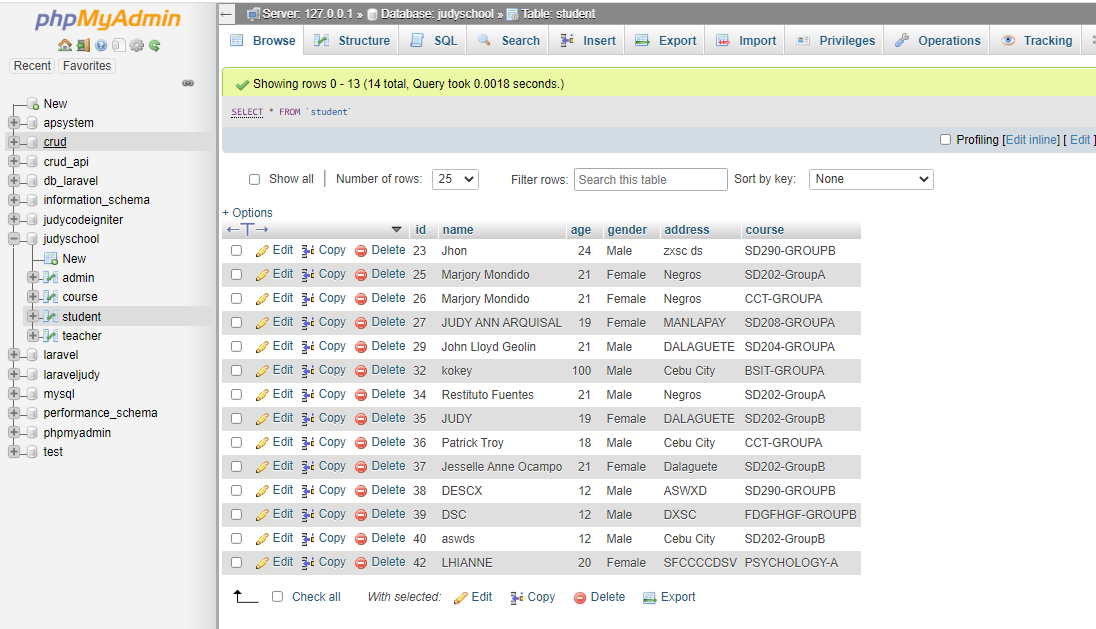 phpMyAdmin
Recent Favorites
New
apsystem
crud
crud_api
db_laravel
information_schema
judycodeigniter
judyschool
New
admin
course
student
teacher
laravel
laraveljudy
mysql
performance_schema
phpmyadmin
test
Server: 127.0.0.1 » Database: judyschool » Table: student
Browse Structure SQL Search Insert Export Import Privileges Operations Tracking
Showing rows 0 - 13 (14 total, Query took 0.0018 seconds.)
SELECT * FROM `student`
Profiling [Edit inline] [ Edit ]
Show all | Number of rows: 25 Filter rows: Search this table Sort by key: None
+ Options
←T→ id name age gender address course
Edit Copy Delete 23 Jhon 24 Male zxsc ds SD290-GROUPB
Edit Copy Delete 25 Marjory Mondido 21 Female Negros SD202-GroupA
Edit Copy Delete 26 Marjory Mondido 21 Female Negros CCT-GROUPA
Edit Copy Delete 27 JUDY ANN ARQUISAL 19 Female MANLAPAY SD208-GROUPA
Edit Copy Delete 29 John Lloyd Geolin 21 Male DALAGUETE SD204-GROUPA
Edit Copy Delete 32 kokey 100 Male Cebu City BSIT-GROUPA
Edit Copy Delete 34 Restituto Fuentes 21 Male Negros SD202-GroupA
Edit Copy Delete 35 JUDY 19 Female DALAGUETE SD202-GroupB
Edit Copy Delete 36 Patrick Troy 18 Male Cebu City CCT-GROUPA
Edit Copy Delete 37 Jesselle Anne Ocampo 21 Female Dalaguete SD202-GroupB
Edit Copy Delete 38 DESCX 12 Male ASWXD SD290-GROUPB
Edit Copy Delete 39 DSC 12 Male DXSC FDGFHGF-GROUPB
Edit Copy Delete 40 aswds 12 Male Cebu City SD202-GroupB
Edit Copy Delete 42 LHIANNE 20 Female SFCCCCDSV PSYCHOLOGY-A
Check all With selected: Edit Copy Delete Export